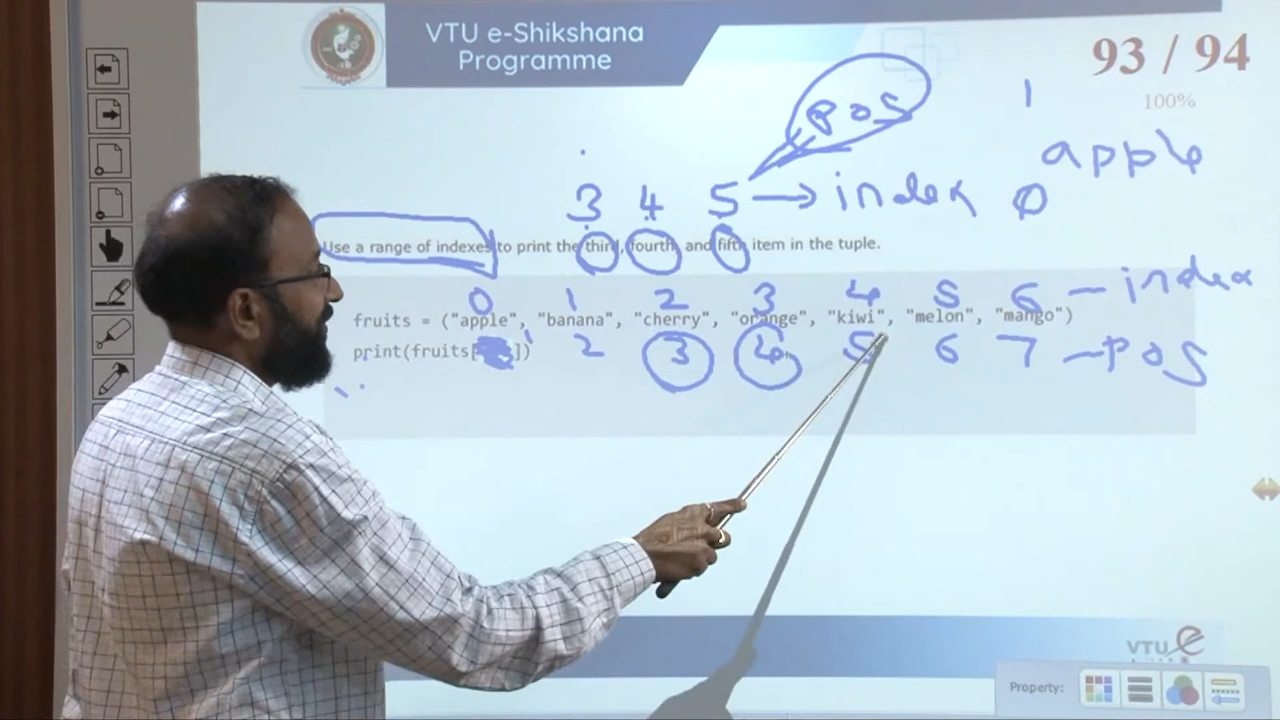 VTU e-Shikshana
Programme
93 / 94
100%
pos
1
apple
3 4 5 → index 0
Use a range of indexes to print the third, fourth, and fifth item in the tuple.
0 1 2 3 4 5 6 – index
fruits = ("apple", "banana", "cherry", "orange", "kiwi", "melon", "mango")
print(fruits[ ])
1 2 3 4 5 6 7 – pos
VTU e
Property: